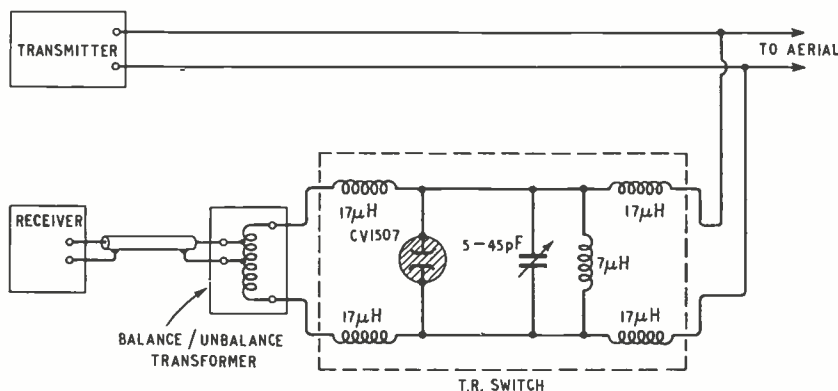 TRANSMITTER
TO AERIAL
RECEIVER
BALANCE / UNBALANCE
TRANSFORMER
17μH
CV1507
5-45pF
7μH
17μH
17μH
17μH
T.R. SWITCH